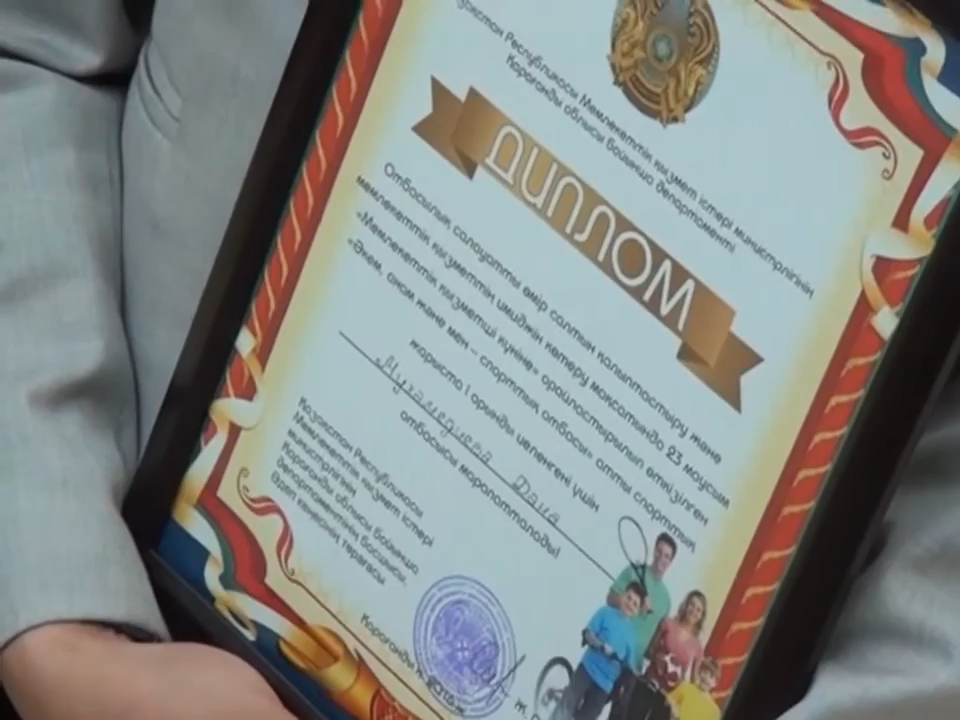 Республикасы Мемлекеттік қызмет істері министрлігінің
Қарағанды облысы бойынша департаменті
ДИПЛОМ
Отбасылық салауатты өмір салтын қалыптастыру және
мемлекеттік қызметтің имиджін көтеру мақсатында 23 маусым
«Мемлекеттік қызметші күніне» орайластырылып өткізілген
«Әкем, анам және мен – спорттық отбасы» атты спорттық
жарыста I орынды иеленгені үшін
Мухамедиева Дана
отбасысы марапатталады!
Қазақстан Республикасы
Мемлекеттік қызмет істері
министрлігінің
Қарағанды облысы бойынша
департаментінің басшысы,
Әдеп кеңесінің төрағасы
Қарағанды қ.